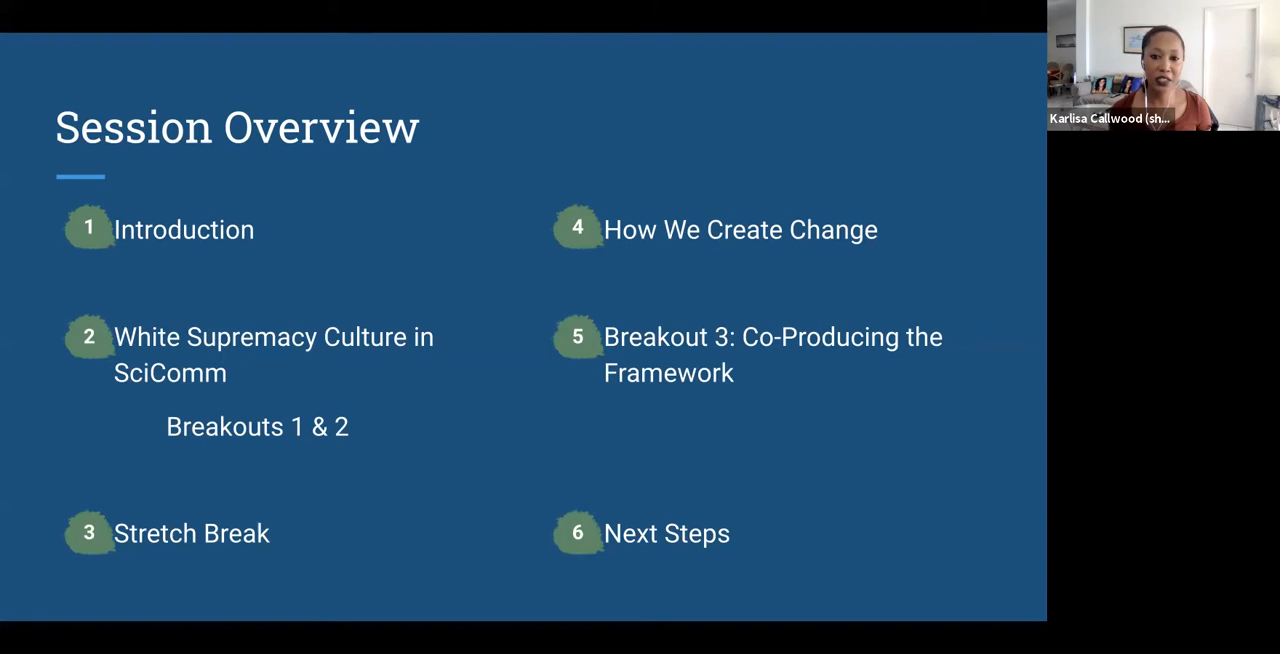 Session Overview
1 Introduction
2 White Supremacy Culture in
SciComm
Breakouts 1 & 2
3 Stretch Break
4 How We Create Change
5 Breakout 3: Co-Producing the
Framework
6 Next Steps
Karlisa Callwood (sh...